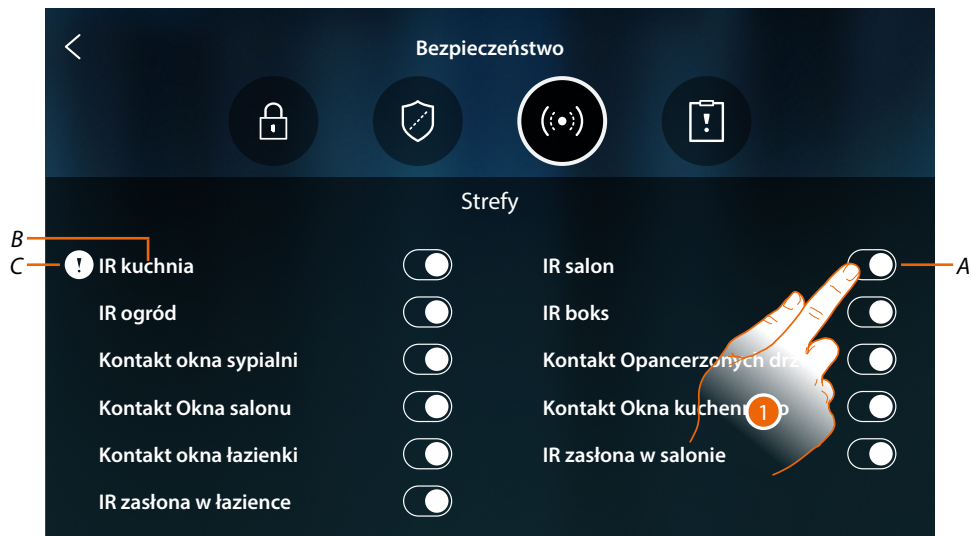 Bezpieczeństwo
Strefy
B
C
! IR kuchnia
IR salon
A
IR ogród
IR boks
Kontakt okna sypialni
Kontakt Opancerzonych
Kontakt Okna salonu
Kontakt Okna
1
Kontakt okna łazienki
IR zasłona w salonie
IR zasłona w łazience